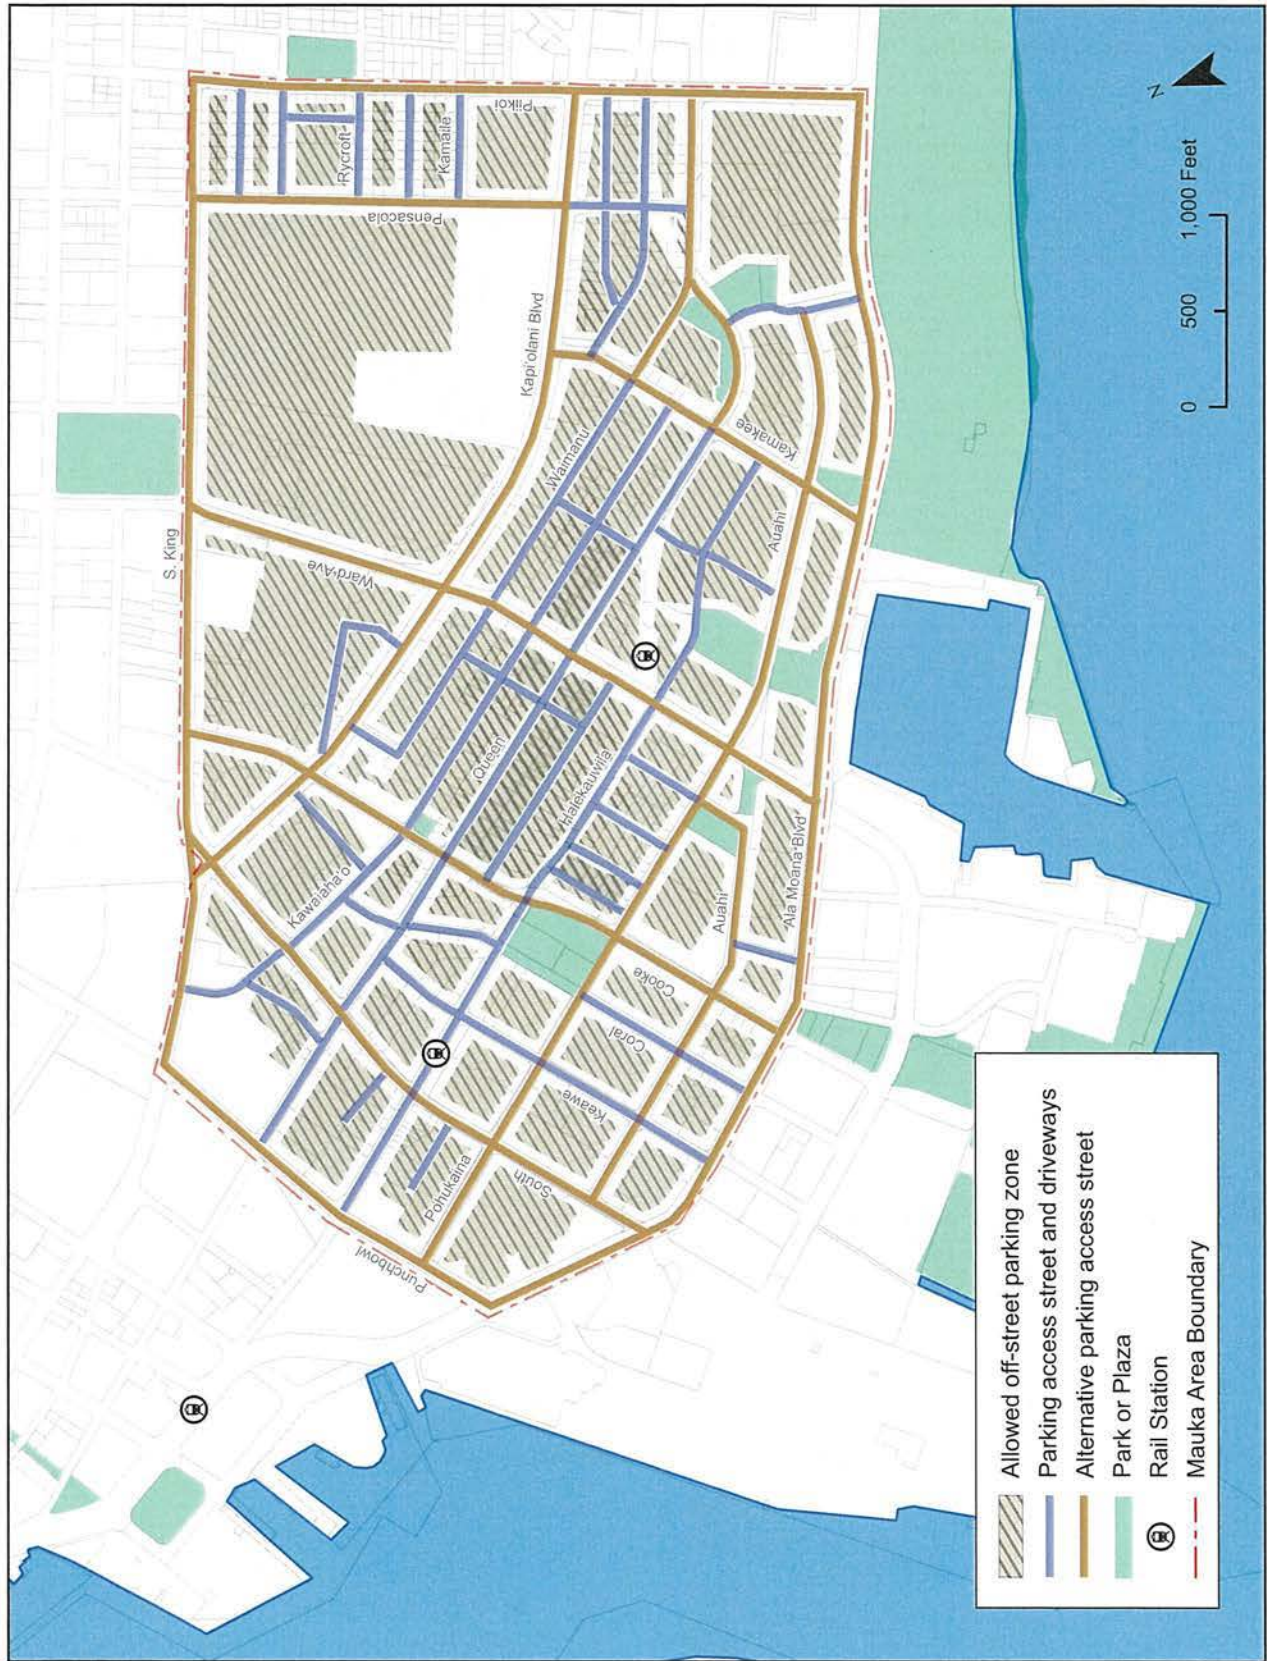 S. King
Piikoi
Rycroft
Kamaile
Pensacola
Kapi'olani Blvd
Ward Ave
Waimanu
Kamakee
Auahi
Queen
Halekauwila
Kawaiaha'o
Auahi
Ala Moana Blvd
Cooke
Coral
Keawe
South
Pohukaina
Punchbowl
N
0 500 1,000 Feet
Allowed off-street parking zone
Parking access street and driveways
Alternative parking access street
Park or Plaza
Rail Station
Mauka Area Boundary